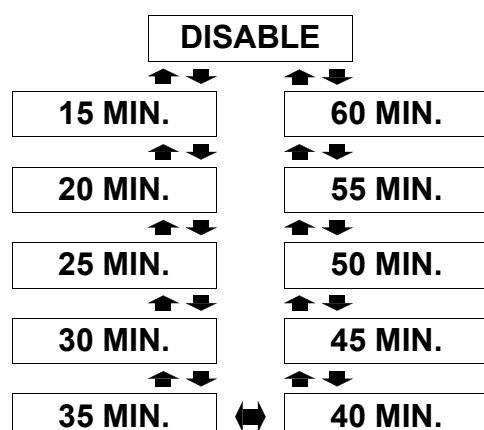 DISABLE
15 MIN.
60 MIN.
20 MIN.
55 MIN.
25 MIN.
50 MIN.
30 MIN.
45 MIN.
35 MIN.
40 MIN.